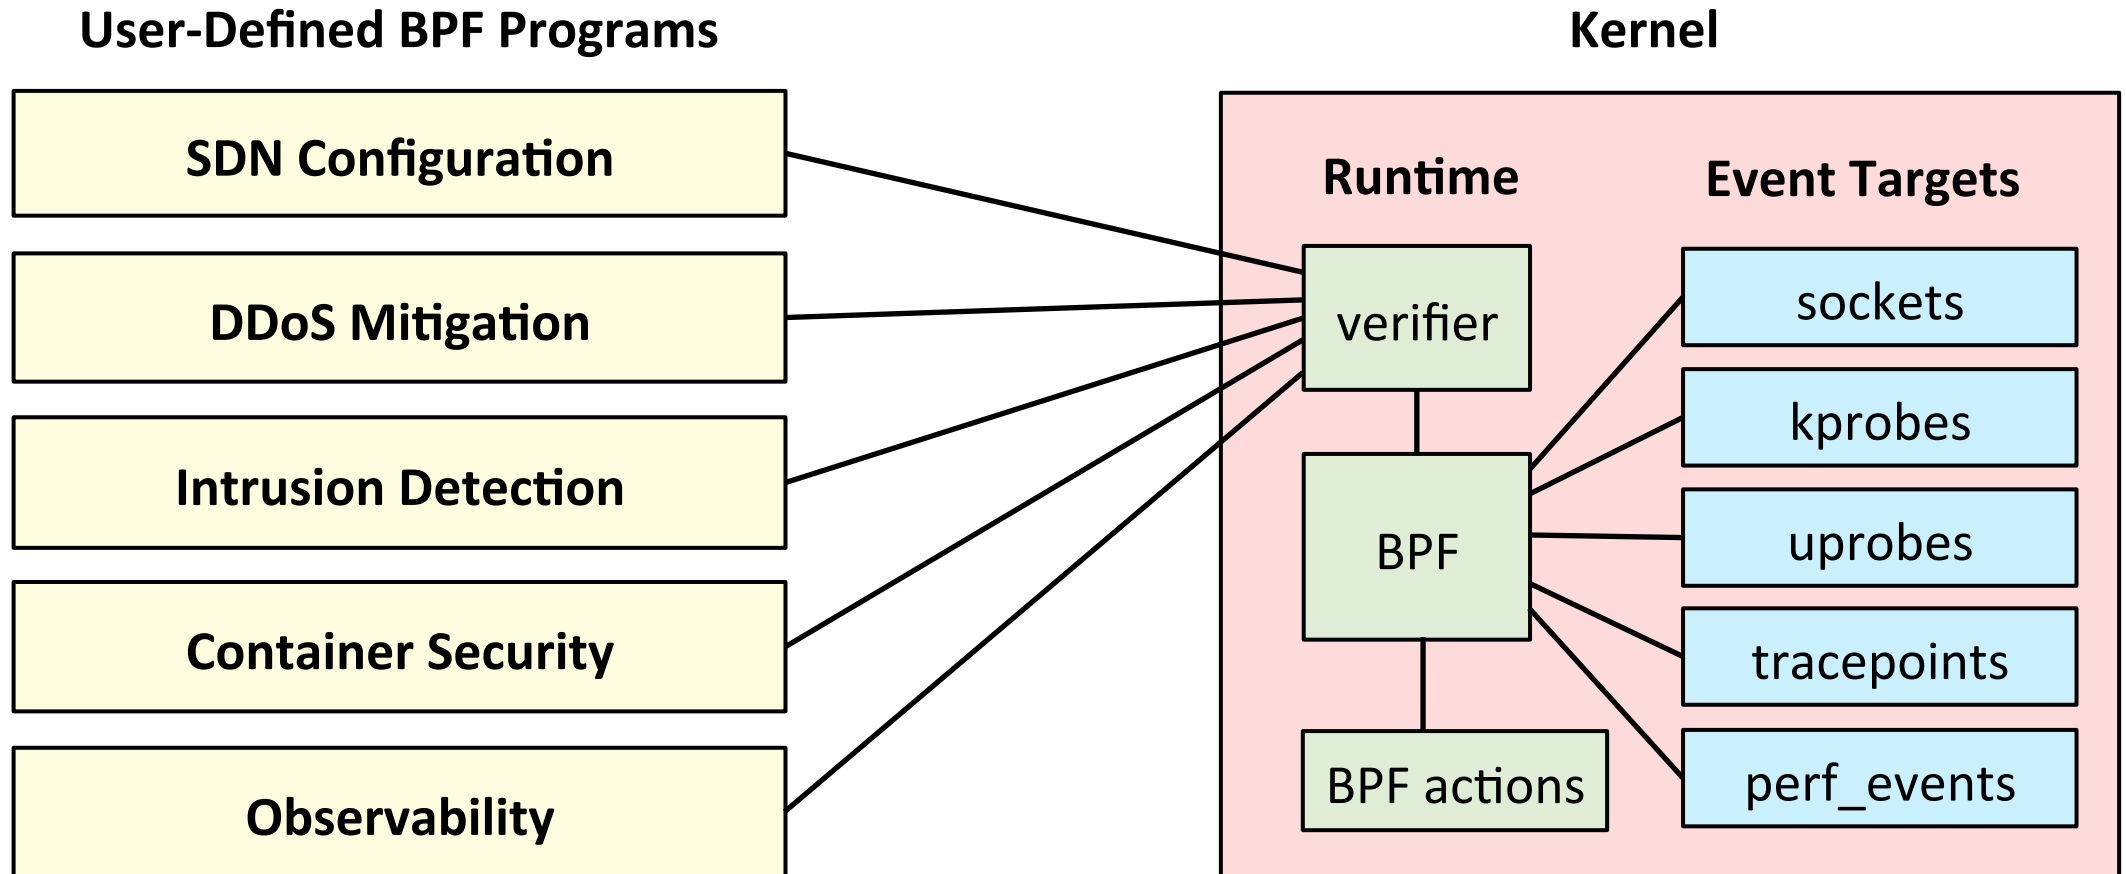 User-Defined BPF Programs
SDN Configuration
DDoS Mitigation
Intrusion Detection
Container Security
Observability
Kernel
Runtime
verifier
BPF
BPF actions
Event Targets
sockets
kprobes
uprobes
tracepoints
perf_events